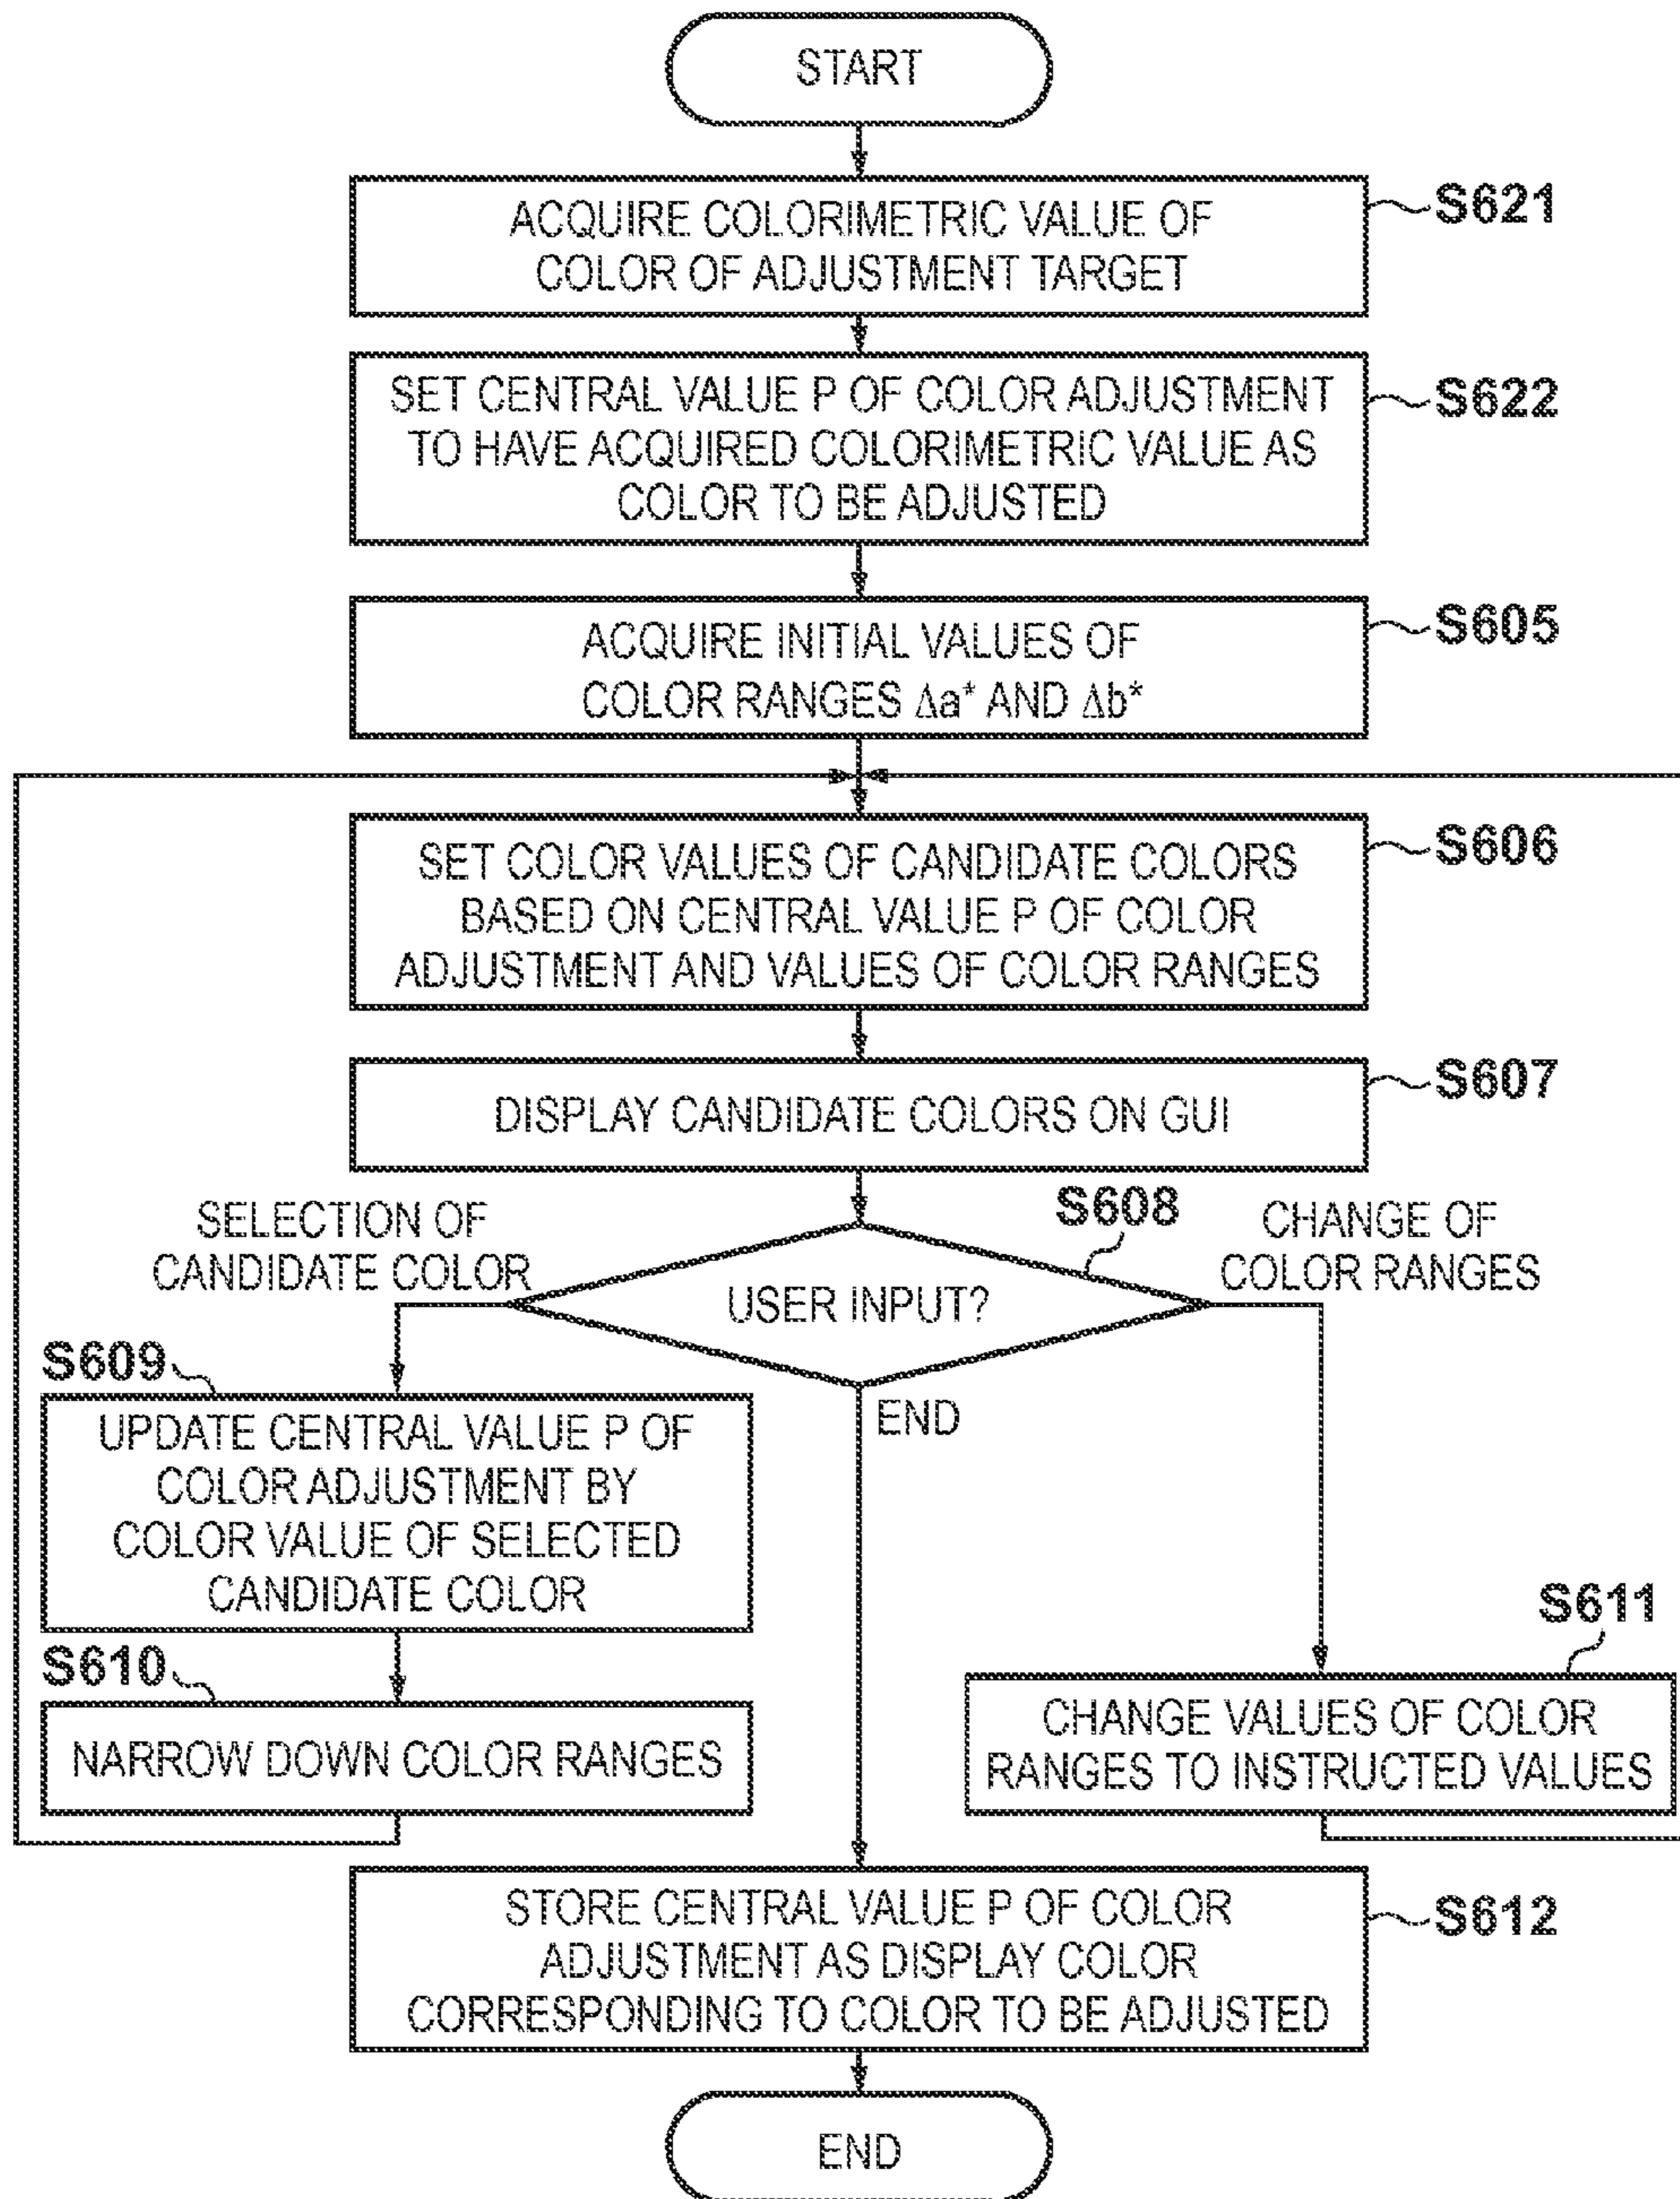 START
ACQUIRE COLORIMETRIC VALUE OF
COLOR OF ADJUSTMENT TARGET
S621
SET CENTRAL VALUE P OF COLOR ADJUSTMENT
TO HAVE ACQUIRED COLORIMETRIC VALUE AS
COLOR TO BE ADJUSTED
S622
ACQUIRE INITIAL VALUES OF
COLOR RANGES Δa* AND Δb*
S605
SET COLOR VALUES OF CANDIDATE COLORS
BASED ON CENTRAL VALUE P OF COLOR
ADJUSTMENT AND VALUES OF COLOR RANGES
S606
DISPLAY CANDIDATE COLORS ON GUI
S607
SELECTION OF
CANDIDATE COLOR
S608
CHANGE OF
COLOR RANGES
USER INPUT?
END
S609
UPDATE CENTRAL VALUE P OF
COLOR ADJUSTMENT BY
COLOR VALUE OF SELECTED
CANDIDATE COLOR
S610
NARROW DOWN COLOR RANGES
S611
CHANGE VALUES OF COLOR
RANGES TO INSTRUCTED VALUES
STORE CENTRAL VALUE P OF COLOR
ADJUSTMENT AS DISPLAY COLOR
CORRESPONDING TO COLOR TO BE ADJUSTED
S612
END